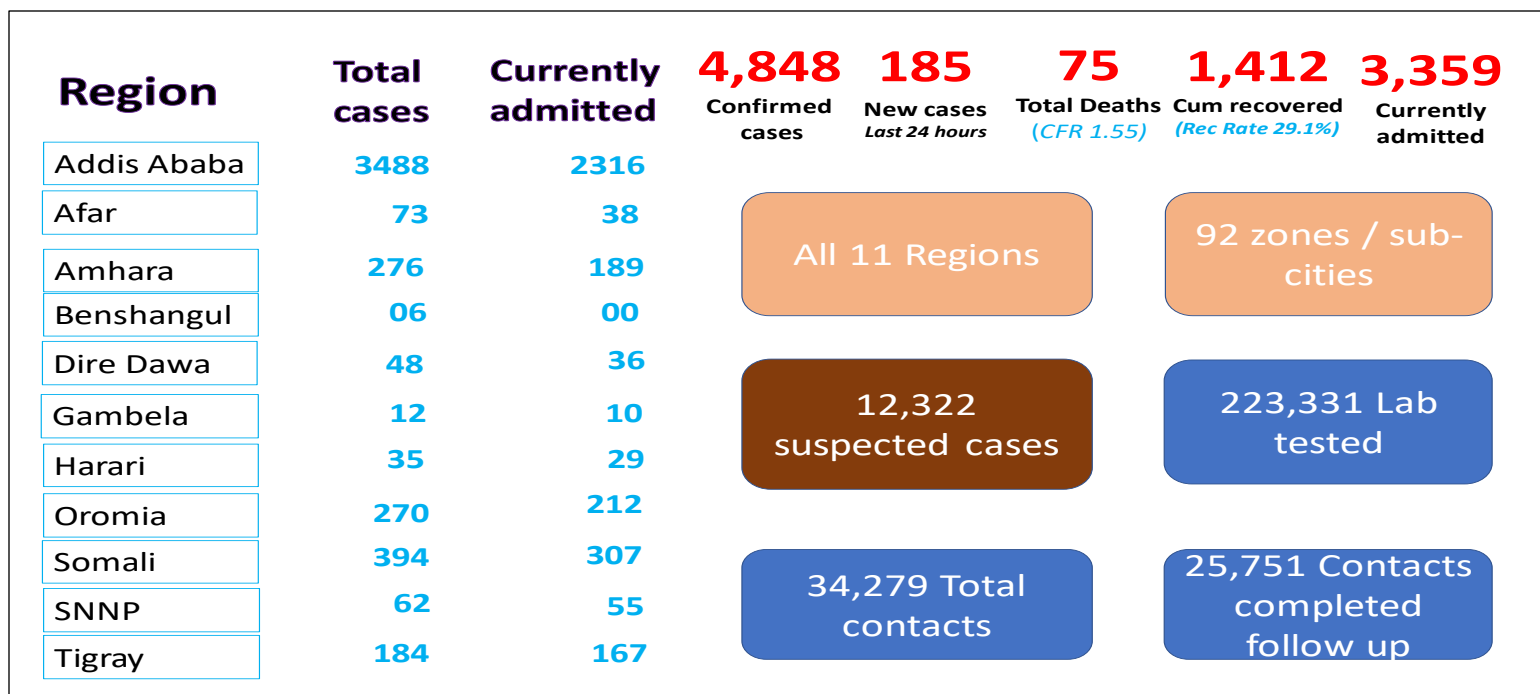 Region Total cases Currently admitted
Addis Ababa 3488 2316
Afar 73 38
Amhara 276 189
Benshangul 06 00
Dire Dawa 48 36
Gambela 12 10
Harari 35 29
Oromia 270 212
Somali 394 307
SNNP 62 55
Tigray 184 167
4,848
Confirmed
cases
185
New cases
Last 24 hours
75
Total Deaths
(CFR 1.55)
1,412
Cum recovered
(Rec Rate 29.1%)
3,359
Currently
admitted
All 11 Regions
92 zones / sub-
cities
12,322
suspected cases
223,331 Lab
tested
34,279 Total
contacts
25,751 Contacts
completed
follow up